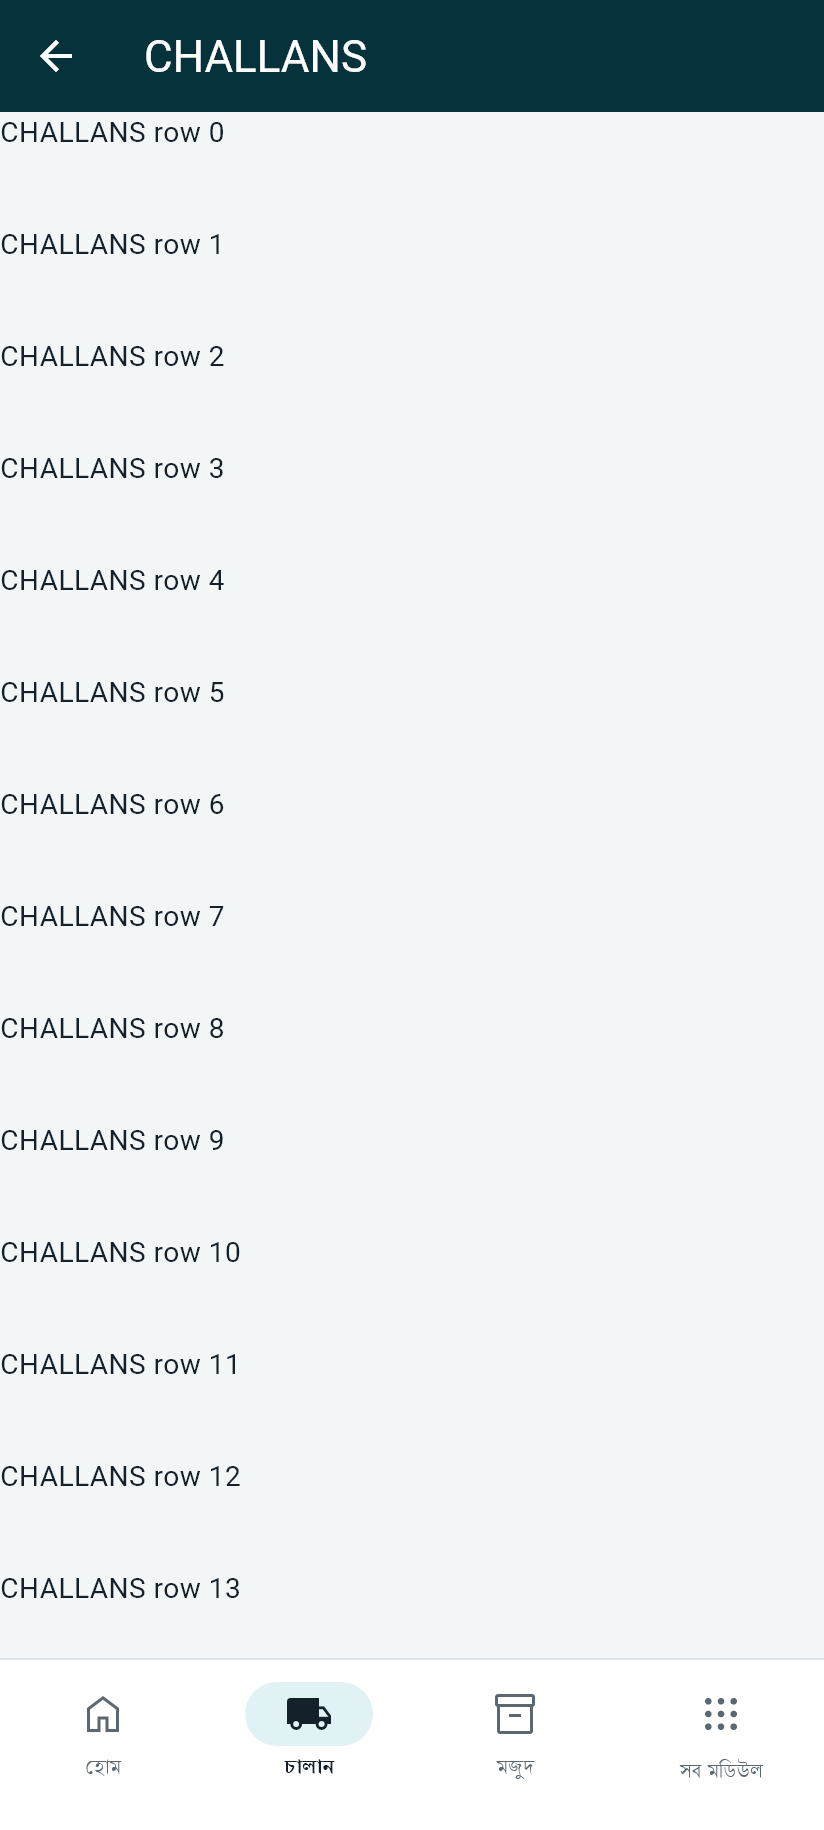 CHALLANS
CHALLANS row 0
CHALLANS row 1
CHALLANS row 2
CHALLANS row 3
CHALLANS row 4
CHALLANS row 5
CHALLANS row 6
CHALLANS row 7
CHALLANS row 8
CHALLANS row 9
CHALLANS row 10
CHALLANS row 11
CHALLANS row 12
CHALLANS row 13
হোম চালান মজুদ সব মডিউল